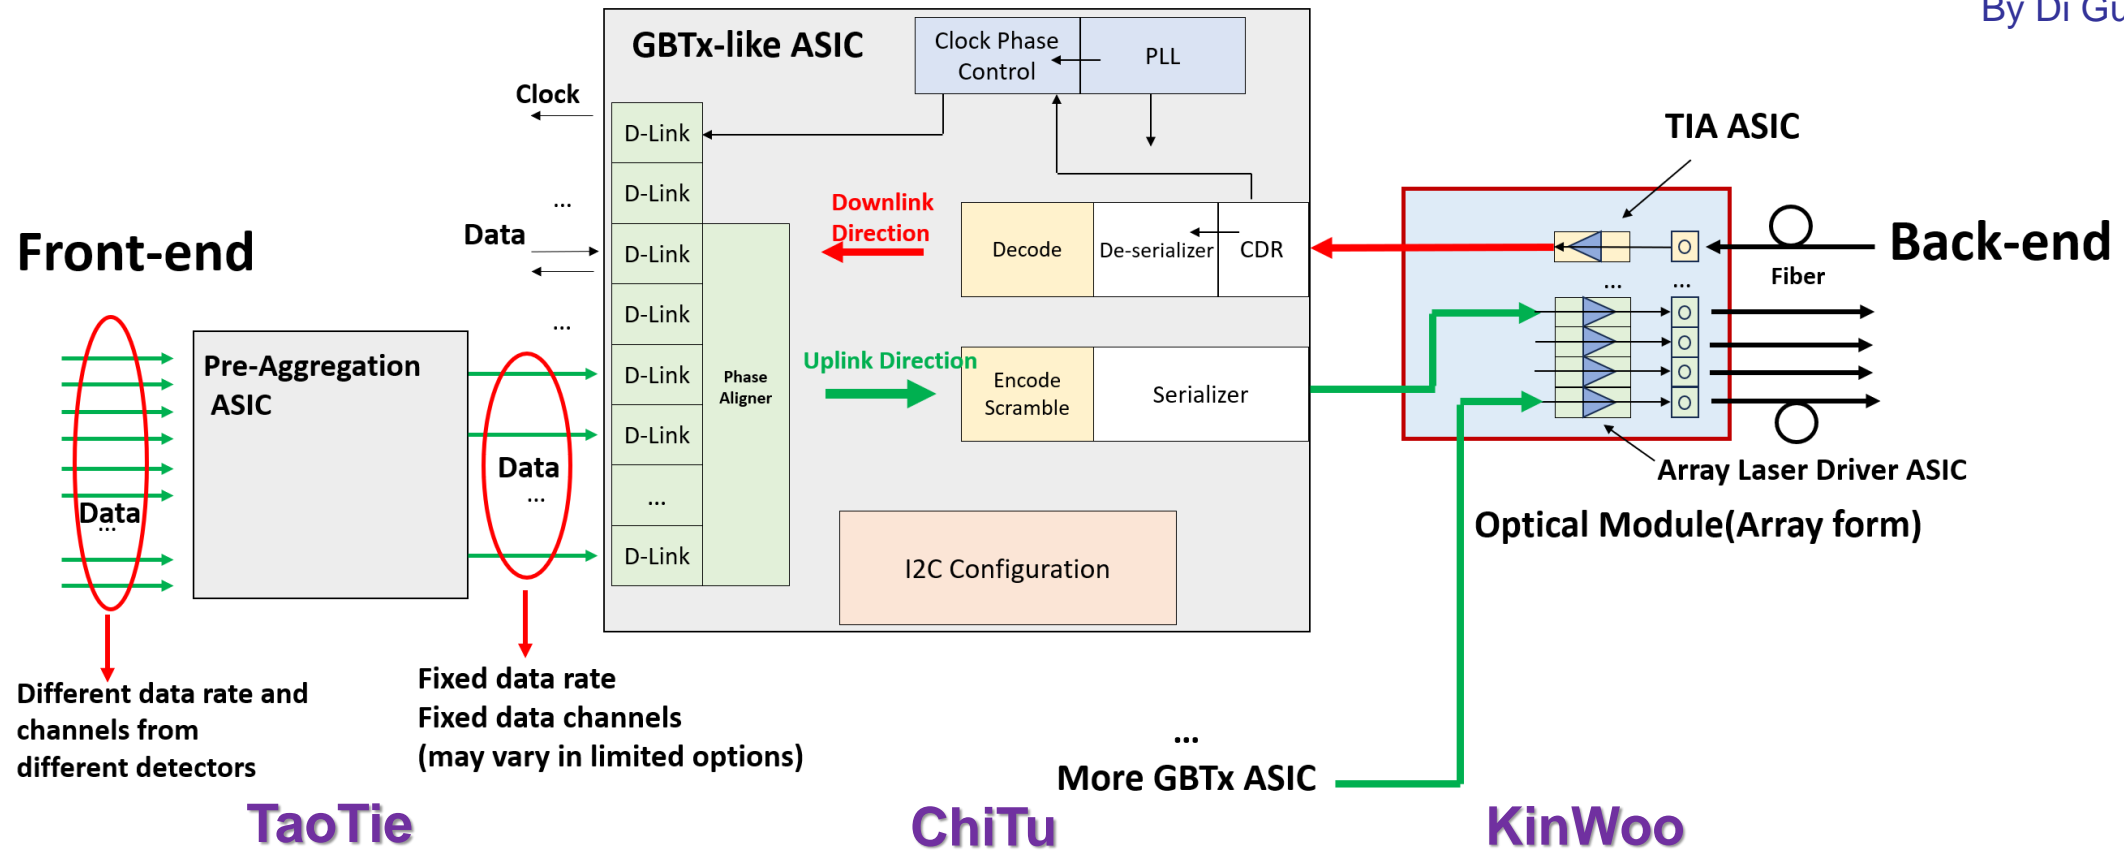 By Di Gu
GBTx-like ASIC
Clock Phase
Control
PLL
Clock
D-Link
D-Link
D-Link
D-Link
D-Link
D-Link
...
D-Link
...
Data
...
Phase
Aligner
Downlink
Direction
Decode
De-serializer
CDR
Uplink Direction
Encode
Scramble
Serializer
I2C Configuration
TIA ASIC
Front-end
Back-end
Fiber
...
...
Array Laser Driver ASIC
Optical Module(Array form)
Pre-Aggregation
ASIC
Data
...
Data
...
Different data rate and
channels from
different detectors
Fixed data rate
Fixed data channels
(may vary in limited options)
...
More GBTx ASIC
TaoTie
ChiTu
KinWoo